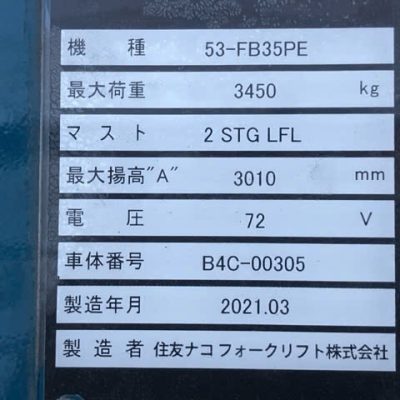 機種 53-FB35PE
最大荷重 3450 kg
マスト 2 STG LFL
最大揚高"A" 3010 mm
電圧 72 V
車体番号 B4C-00305
製造年月 2021.03
製造者 住友ナコフォークリフト株式会社